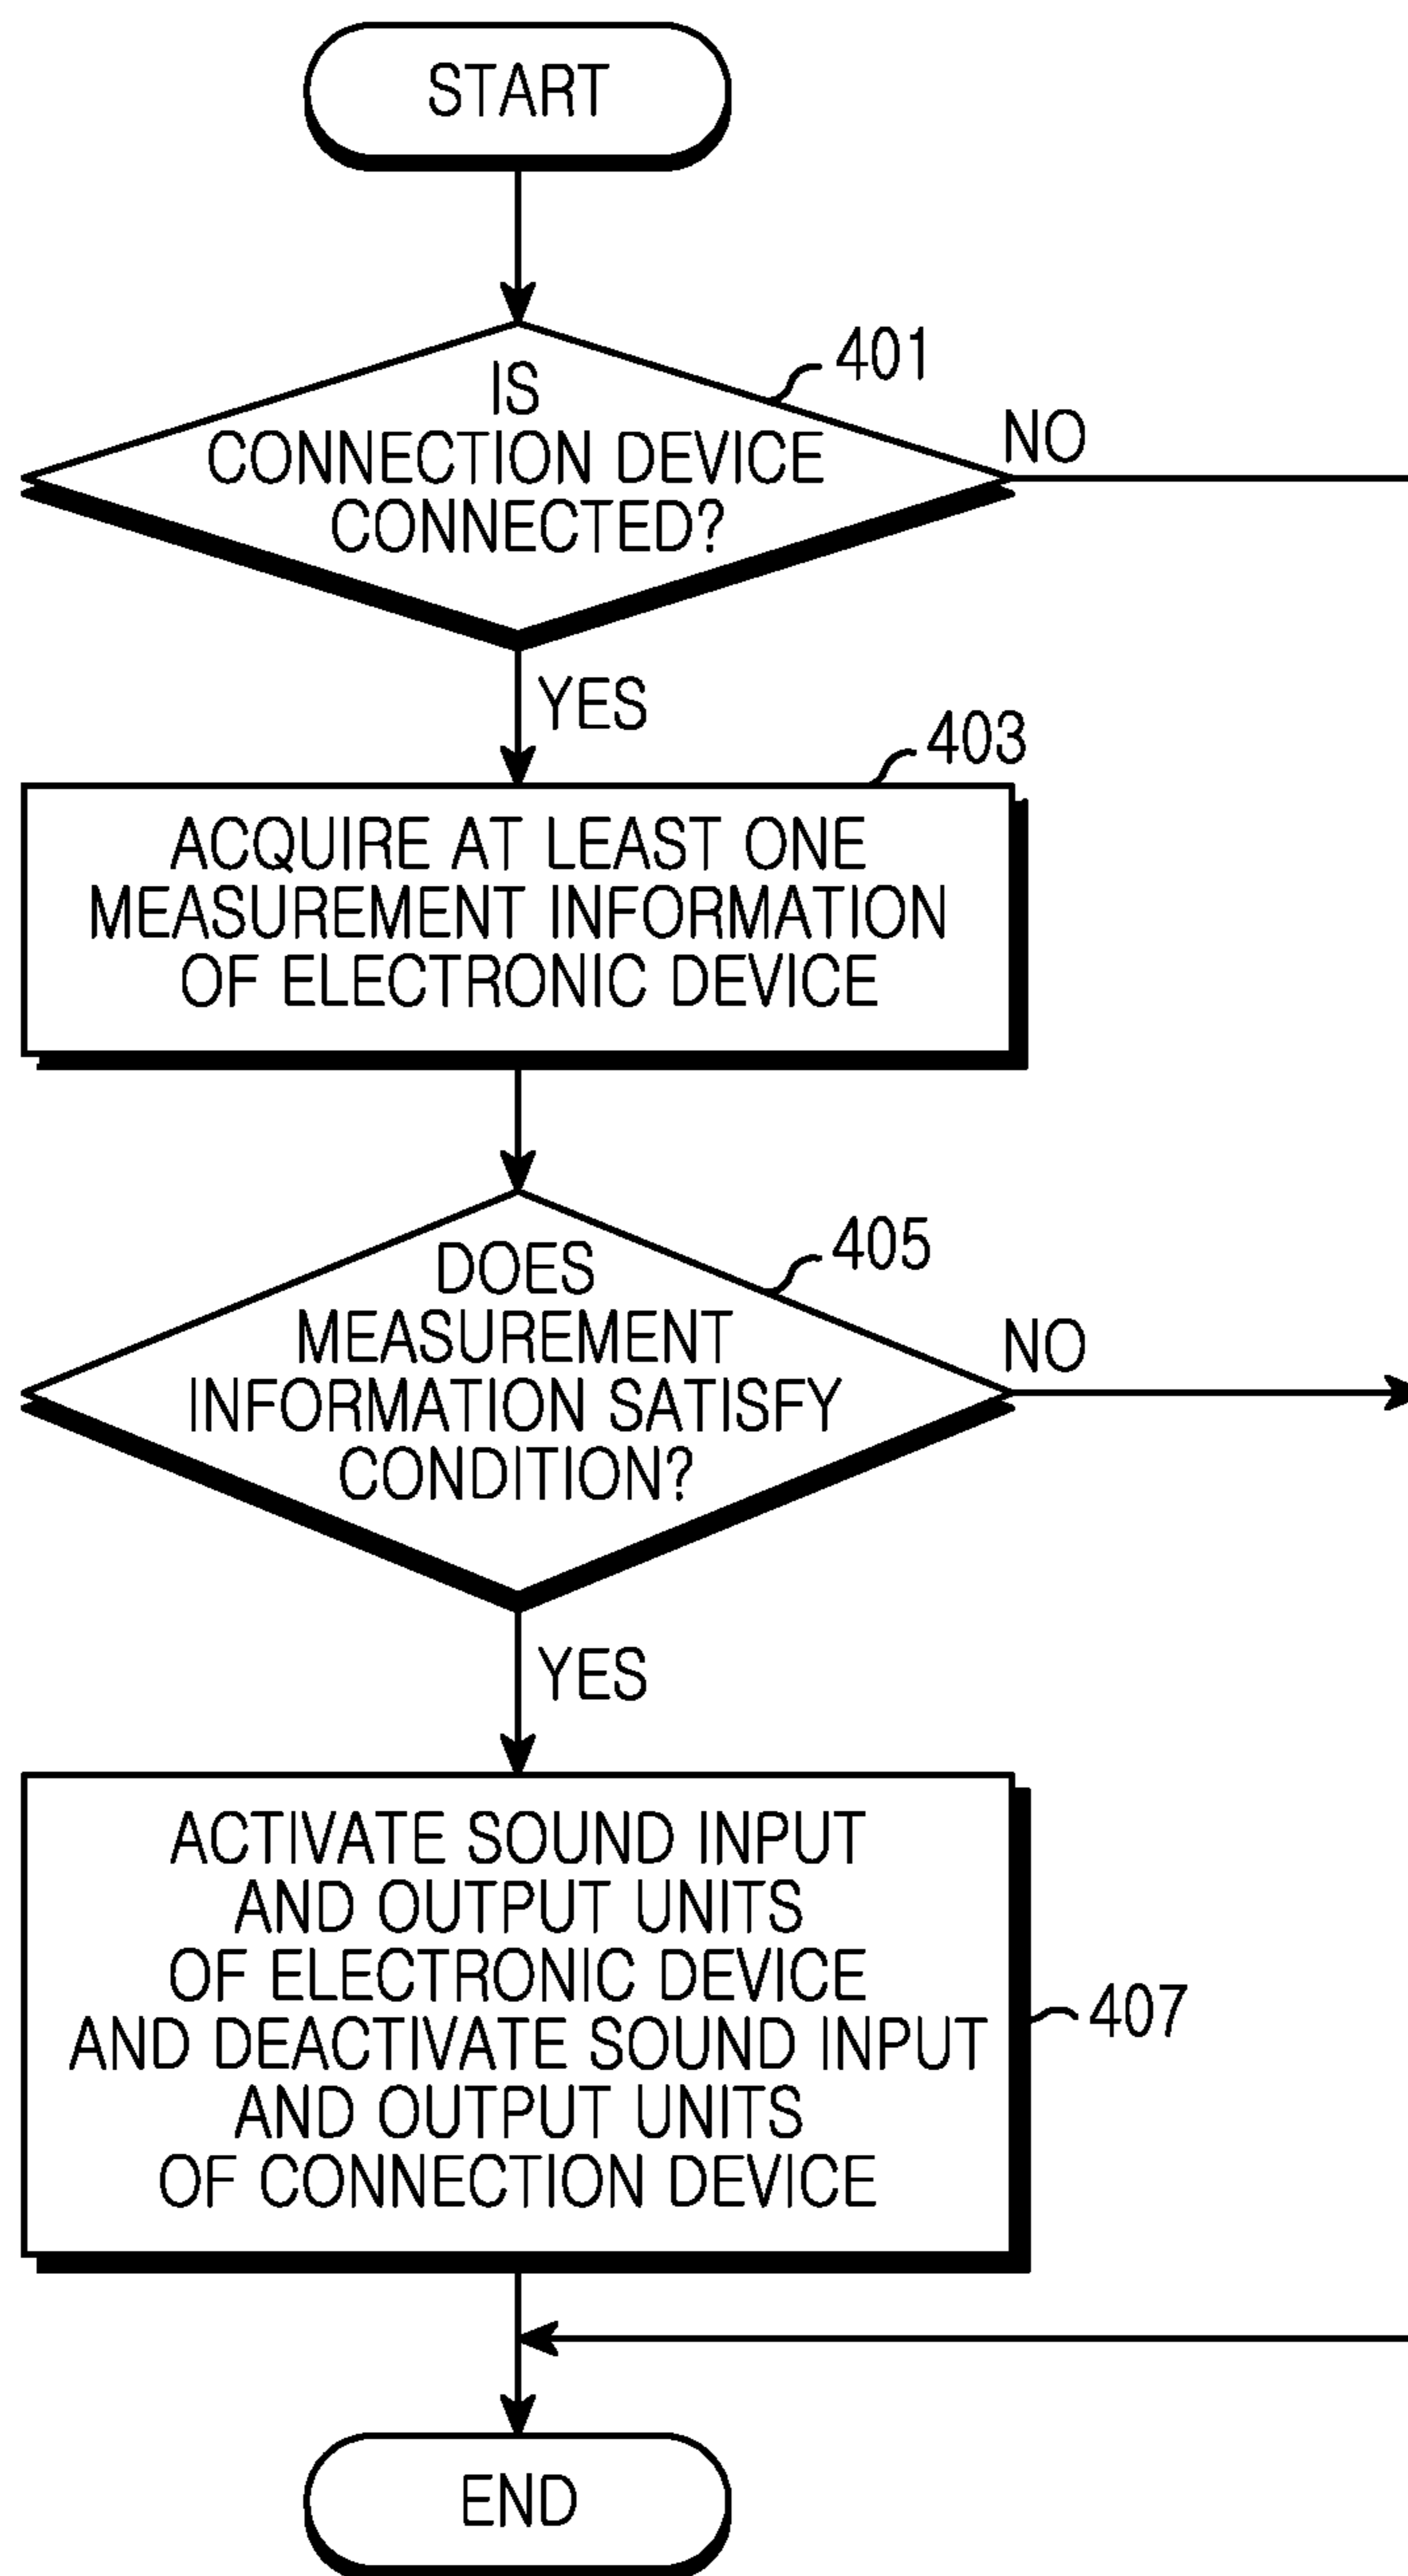 START
401
IS
CONNECTION DEVICE
CONNECTED?
NO
YES
403
ACQUIRE AT LEAST ONE
MEASUREMENT INFORMATION
OF ELECTRONIC DEVICE
405
DOES
MEASUREMENT
INFORMATION SATISFY
CONDITION?
NO
YES
ACTIVATE SOUND INPUT
AND OUTPUT UNITS
OF ELECTRONIC DEVICE
AND DEACTIVATE SOUND INPUT
AND OUTPUT UNITS
OF CONNECTION DEVICE
407
END